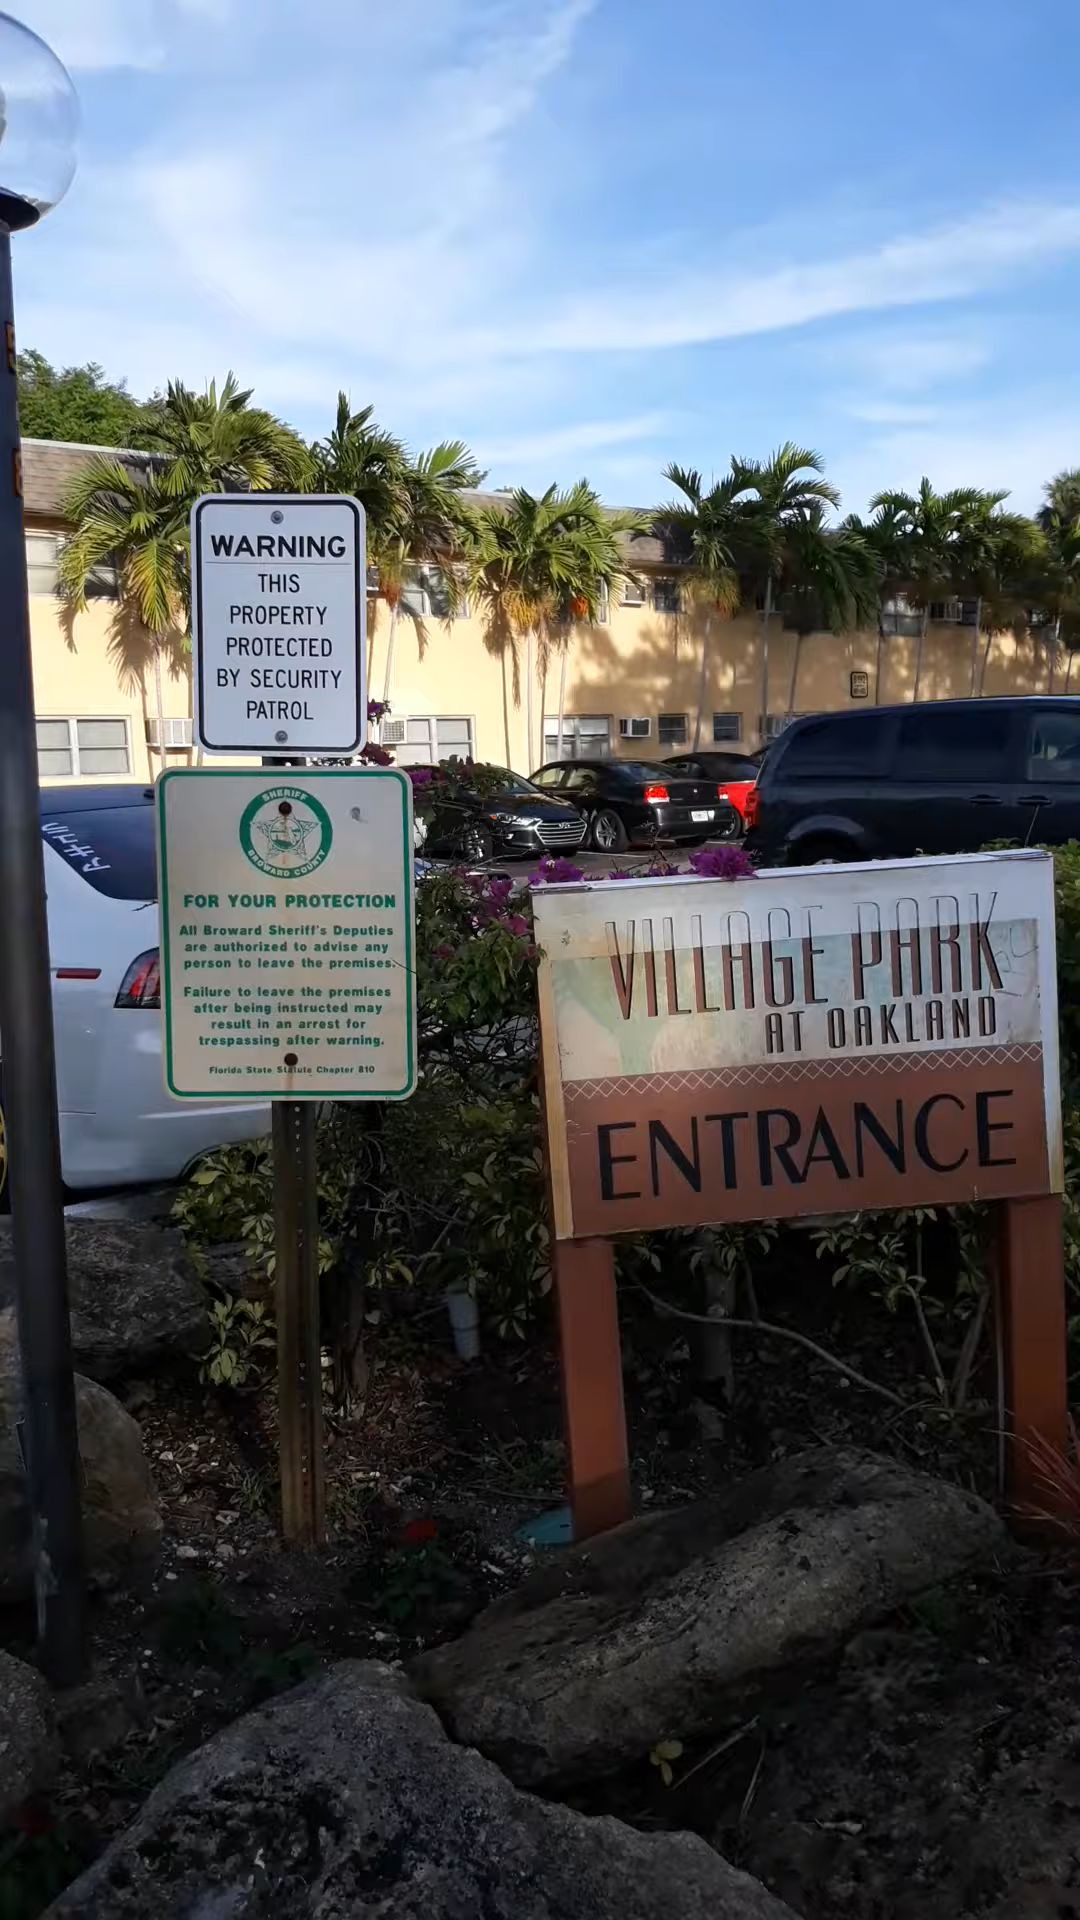 WARNING
THIS
PROPERTY
PROTECTED
BY SECURITY
PATROL
SHERIFF
BROWARD COUNTY
FOR YOUR PROTECTION
All Broward Sheriff's Deputies
are authorized to advise any
person to leave the premises.
Failure to leave the premises
after being instructed may
result in an arrest for
trespassing after warning.
Florida State Statute Chapter 810
VILLAGE PARK
AT OAKLAND
ENTRANCE